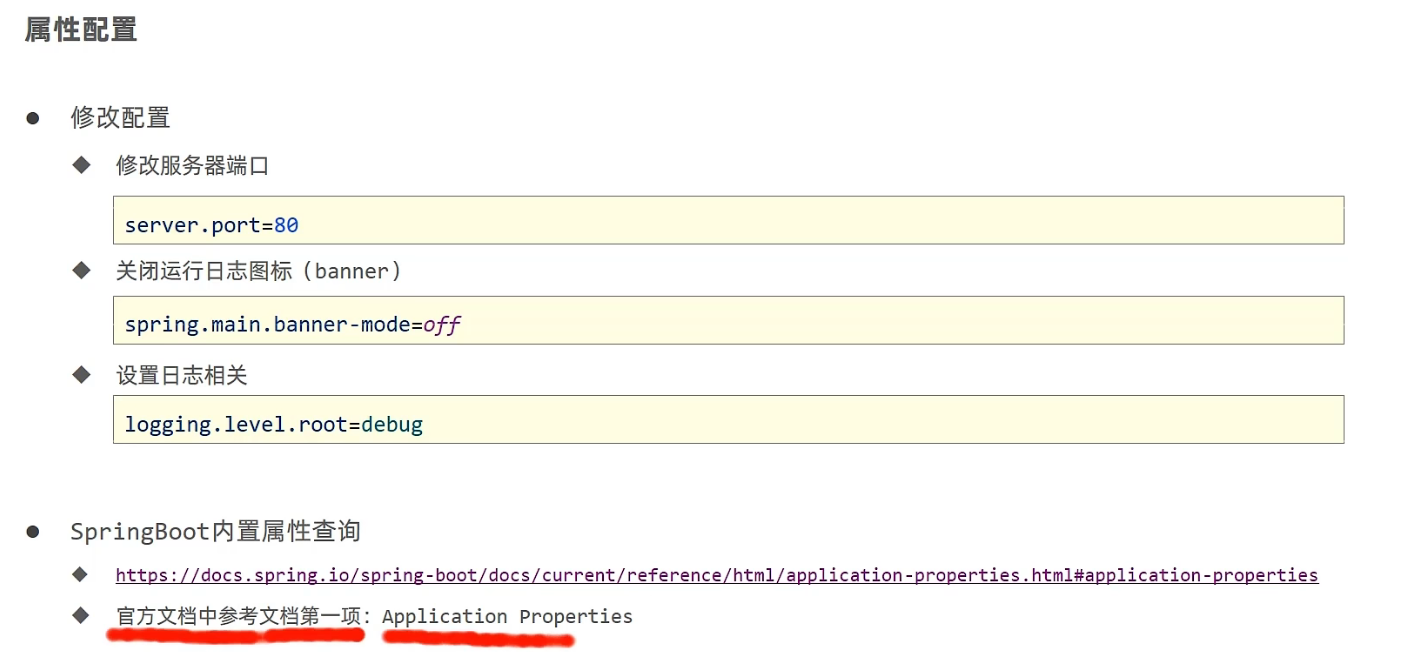 属性配置
修改配置
修改服务器端口
server.port=80
关闭运行日志图标（banner）
spring.main.banner-mode=off
设置日志相关
logging.level.root=debug
SpringBoot内置属性查询
https://docs.spring.io/spring-boot/docs/current/reference/html/application-properties.html#application-properties
官方文档中参考文档第一项：Application Properties